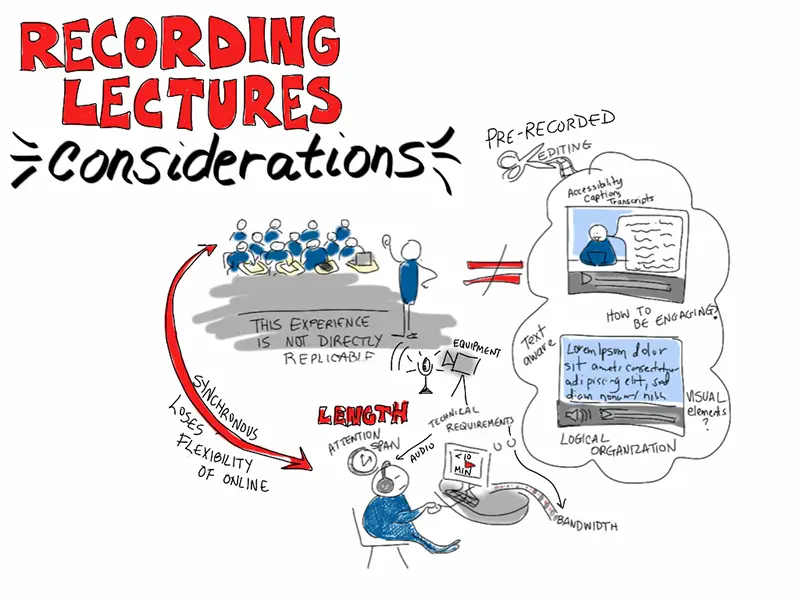 RECORDING
LECTURES
Considerations
PRE-RECORDED
EDITING
Accessibility
Captions
Transcripts
HOW TO
BE ENGAGING?
Text
aware
Lorem Ipsum dolor
sit amet, consectetur
adipiscing elit, sed
diam nonummy nibh
VISUAL
elements
?
LOGICAL
ORGANIZATION
THIS EXPERIENCE
IS NOT DIRECTLY
REPLICABLE
EQUIPMENT
SYNCHRONOUS
LOSES
FLEXIBILITY
OF ONLINE
LENGTH
ATTENTION
SPAN
TECHNICAL
REQUIREMENTS
AUDIO
<10
MIN
BANDWIDTH